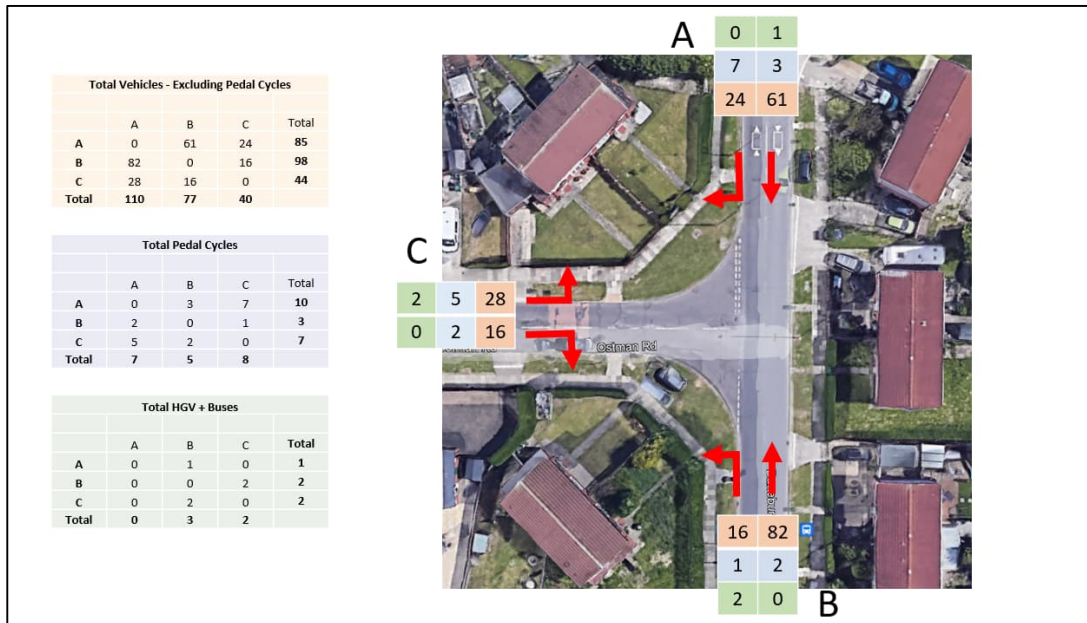 Total Vehicles - Excluding Pedal Cycles
A B C Total
A 0 61 24 85
B 82 0 16 98
C 28 16 0 44
Total 110 77 40
Total Pedal Cycles
A B C Total
A 0 3 7 10
B 2 0 1 3
C 5 2 0 7
Total 7 5 8
Total HGV + Buses
A B C Total
A 0 1 0 1
B 0 0 2 2
C 0 2 0 2
Total 0 3 2
A
0 1
7 3
24 61
C
2 5 28
0 2 16
Ostman Rd
16 82
1 2
2 0
B